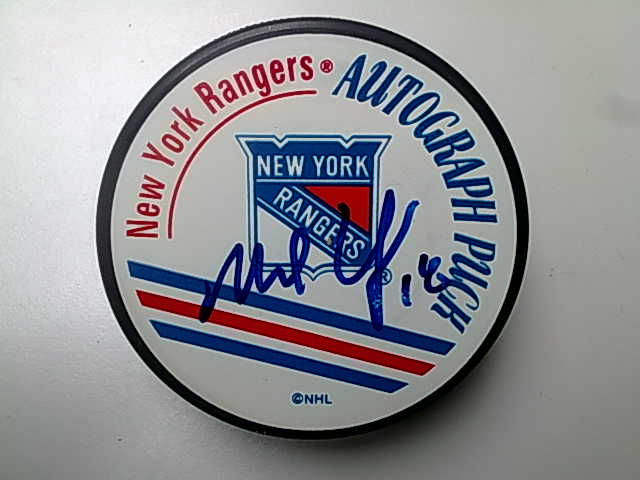 New York Rangers®
AUTOGRAPH PUCK
NEW YORK
RANGERS
®
©NHL